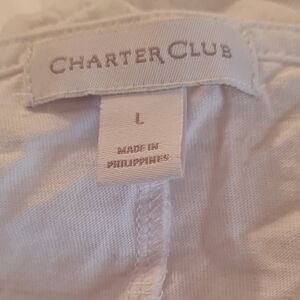 CHARTER CLUB
L
MADE IN
PHILIPPINES